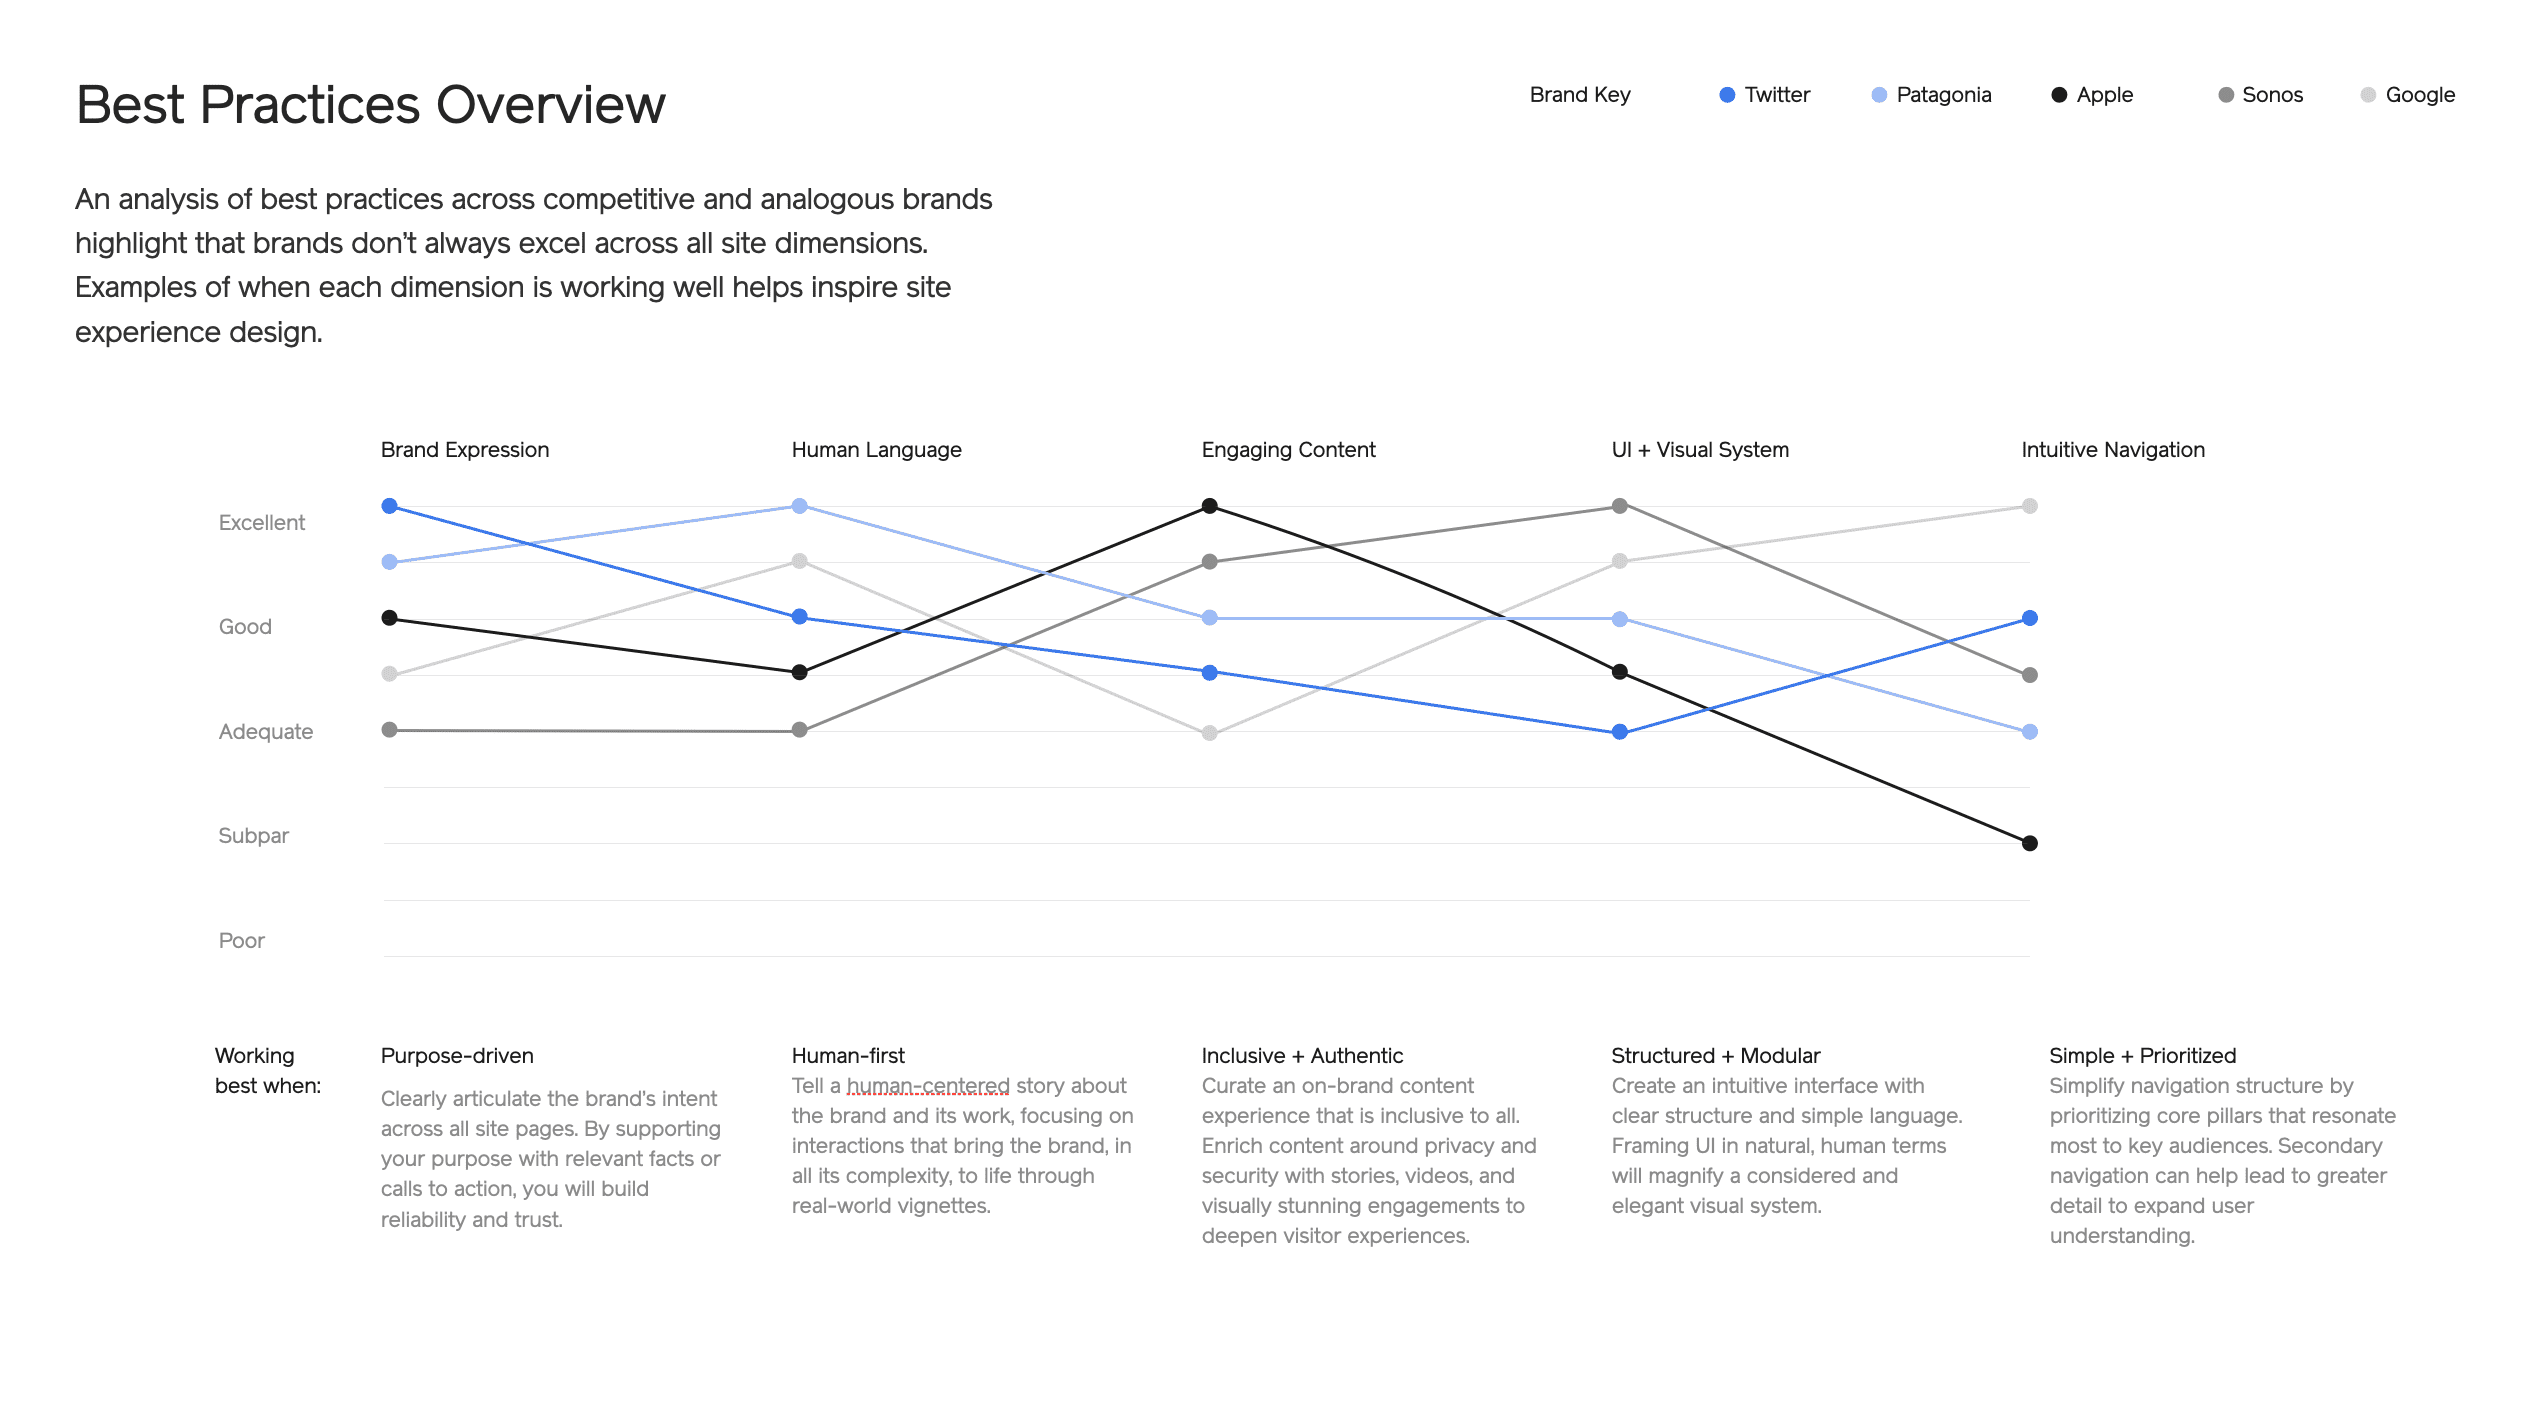 Best Practices Overview
Brand Key
Twitter
Patagonia
Apple
Sonos
Google
An analysis of best practices across competitive and analogous brands
highlight that brands don’t always excel across all site dimensions.
Examples of when each dimension is working well helps inspire site
experience design.
Brand Expression
Human Language
Engaging Content
UI + Visual System
Intuitive Navigation
Excellent
Good
Adequate
Subpar
Poor
Working
best when:
Purpose-driven
Clearly articulate the brand’s intent
across all site pages. By supporting
your purpose with relevant facts or
calls to action, you will build
reliability and trust.
Human-first
Tell a human-centered story about
the brand and its work, focusing on
interactions that bring the brand, in
all its complexity, to life through
real-world vignettes.
Inclusive + Authentic
Curate an on-brand content
experience that is inclusive to all.
Enrich content around privacy and
security with stories, videos, and
visually stunning engagements to
deepen visitor experiences.
Structured + Modular
Create an intuitive interface with
clear structure and simple language.
Framing UI in natural, human terms
will magnify a considered and
elegant visual system.
Simple + Prioritized
Simplify navigation structure by
prioritizing core pillars that resonate
most to key audiences. Secondary
navigation can help lead to greater
detail to expand user
understanding.